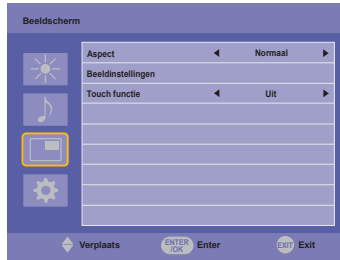 Beeldscherm
Aspect Normaal
Beeldinstellingen
Touch functie Uit
Verplaats ENTER /OK Enter EXIT Exit